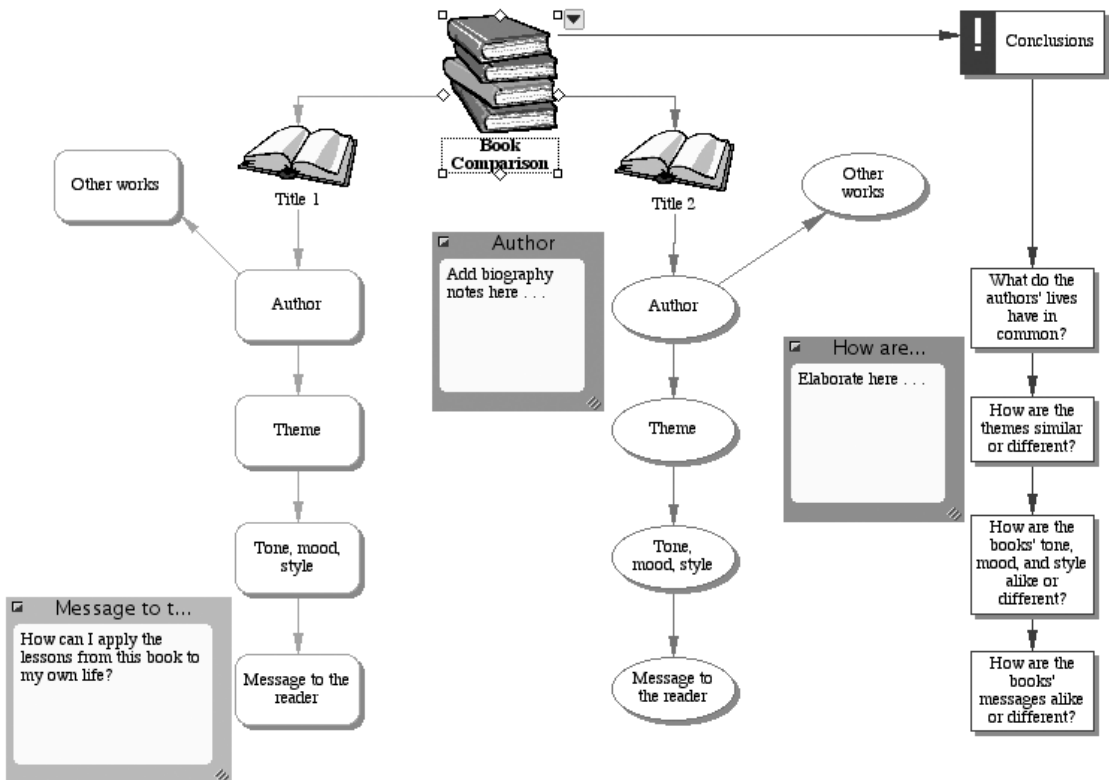 Book
Comparison
!
Conclusions
Title 1
Other works
Author
Theme
Tone, mood,
style
Message to the
reader
Message to t...
How can I apply the
lessons from this book to
my own life?
Title 2
Other
works
Author
Add biography
notes here . . .
Author
Theme
Tone,
mood, style
Message to
the reader
How are...
Elaborate here . . .
What do the
authors' lives
have in
common?
How are the
themes similar
or different?
How are the
books' tone,
mood, and style
alike or
different?
How are the
books'
messages alike
or different?